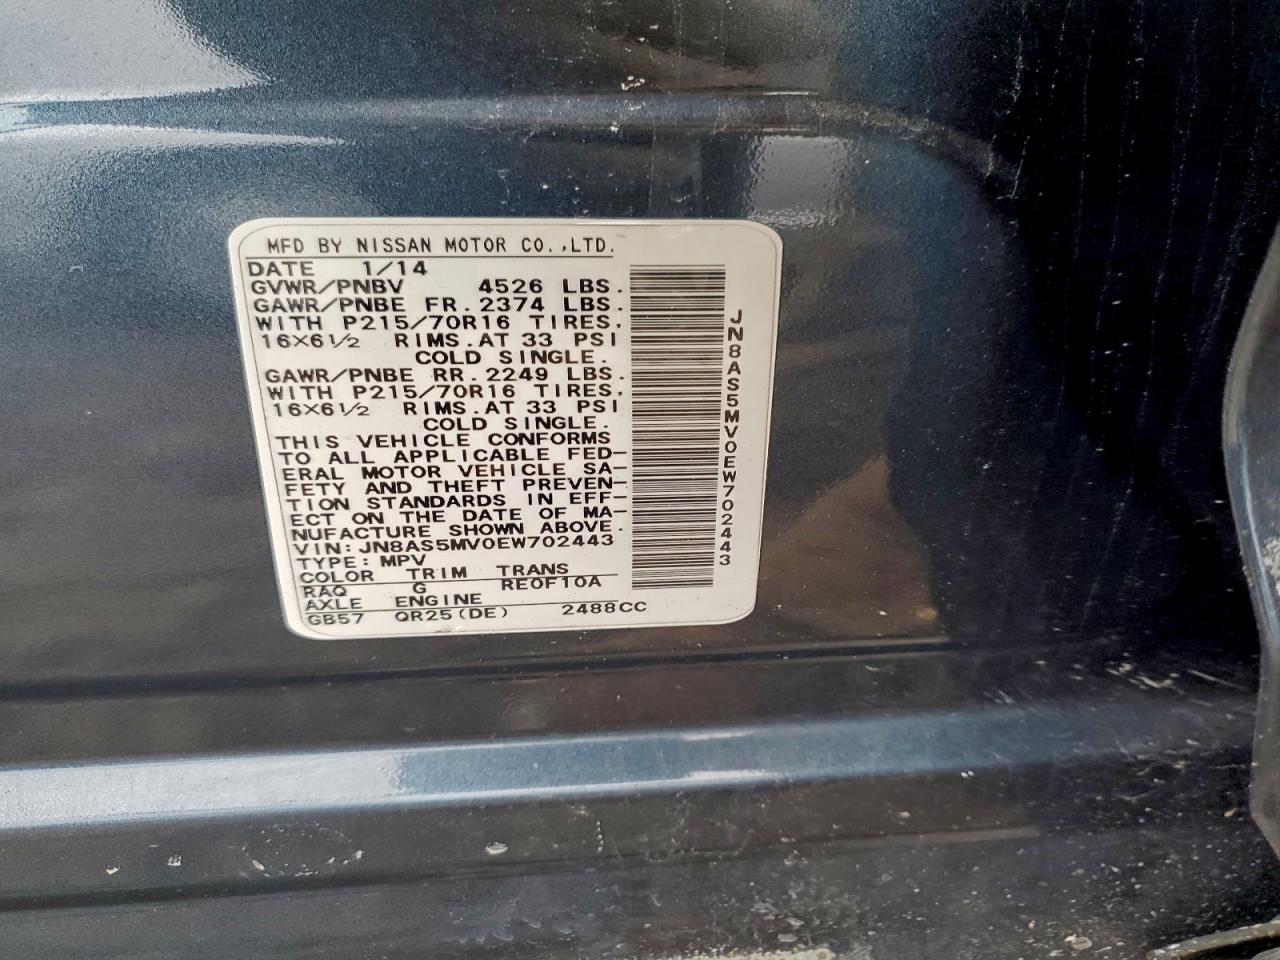 MFD BY NISSAN MOTOR CO.,LTD.
DATE 1/14
GVWR/PNBV 4526 LBS.
GAWR/PNBE FR. 2374 LBS.
WITH P215/70R16 TIRES,
16×6½ RIMS.AT 33 PSI
COLD SINGLE.
GAWR/PNBE RR. 2249 LBS.
WITH P215/70R16 TIRES,
16×6½ RIMS.AT 33 PSI
COLD SINGLE.
THIS VEHICLE CONFORMS
TO ALL APPLICABLE FED-
ERAL MOTOR VEHICLE SA-
FETY AND THEFT PREVEN-
TION STANDARDS IN EFF-
ECT ON THE DATE OF MA-
NUFACTURE SHOWN ABOVE.
VIN: JN8AS5MV0EW702443
TYPE: MPV
COLOR TRIM TRANS
RAQ G RE0F10A
AXLE ENGINE
GB57 QR25(DE) 2488CC
JN8AS5MV0EW702443